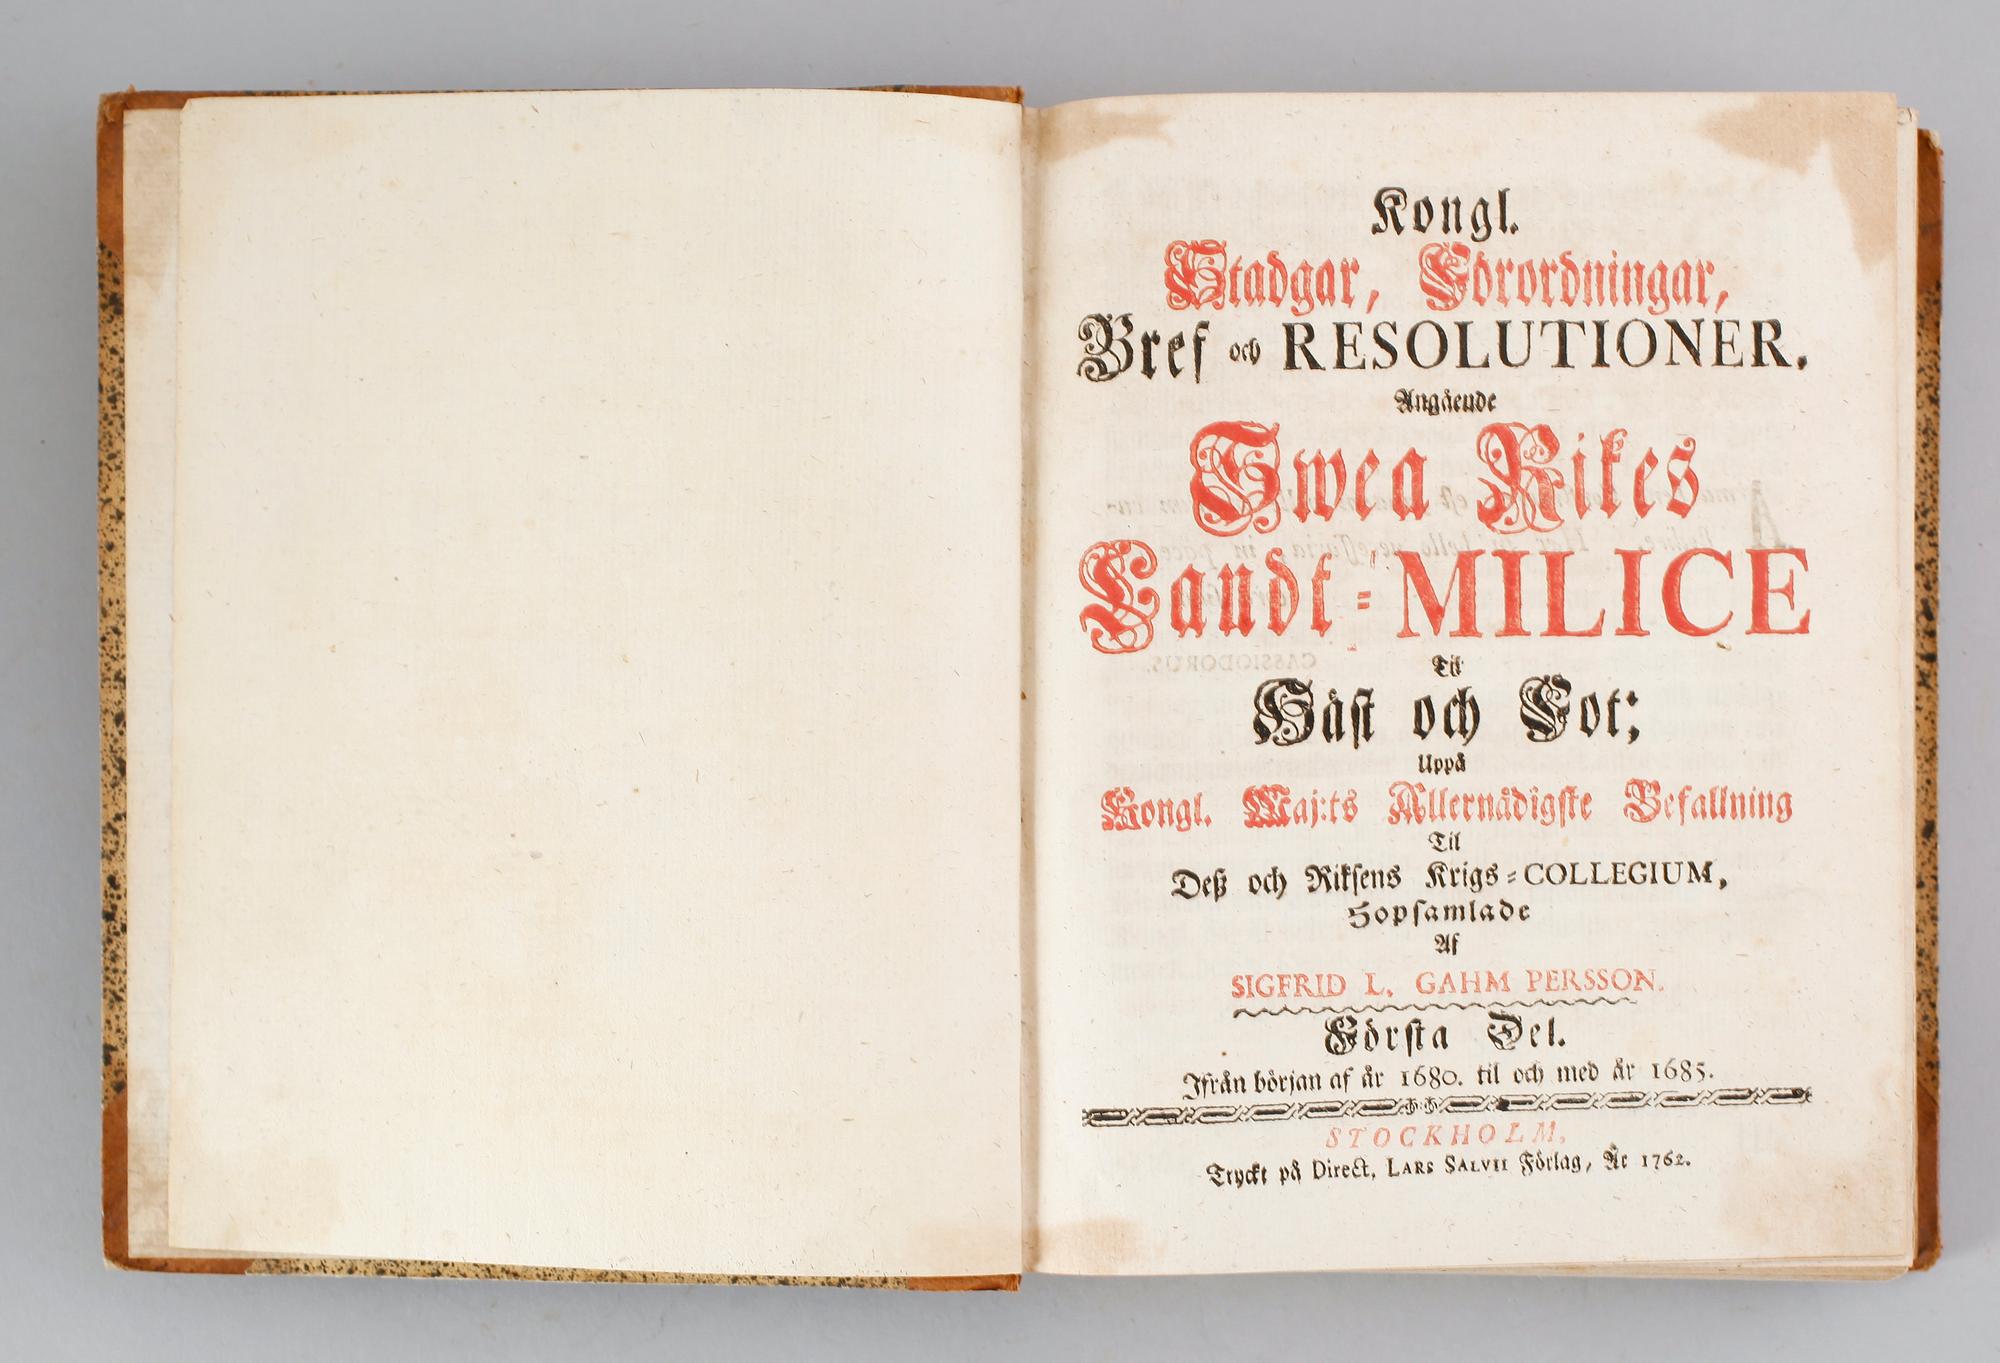 Kongl.
Stadgar, Förordningar,
Bref och RESOLUTIONER.
Angående
Swea Rikes
Landt-MILICE
Til
Häst och Fot;
Uppå
Kongl. Maj:ts Allernådigste Befallning
Til
Deß och Riksens Krigs-COLLEGIUM,
Hopsamlade
Af
SIGFRID L. GAHM PERSSON.
Första Del.
Ifrån början af år 1680. til och med år 1685.
STOCKHOLM,
Tryckt på Direct. LARS SALVII Förlag, År 1762.
CASSIODORUS.